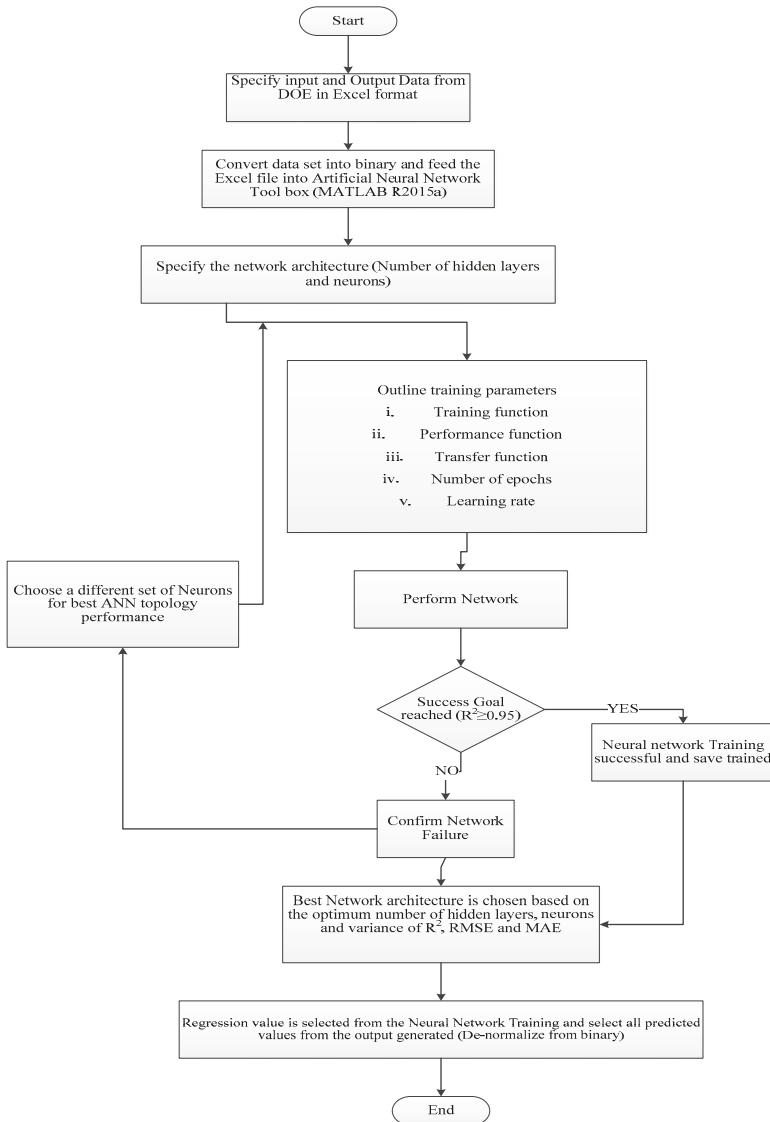 Start
Specify input and Output Data from
DOE in Excel format
Convert data set into binary and feed the
Excel file into Artificial Neural Network
Tool box (MATLAB R2015a)
Specify the network architecture (Number of hidden layers
and neurons)
Outline training parameters
i. Training function
ii. Performance function
iii. Transfer function
iv. Number of epochs
v. Learning rate
Choose a different set of Neurons
for best ANN topology
performance
Perform Network
Success Goal
reached (R²≥0.95)
YES
Neural network Training
successful and save trained
NO
Confirm Network
Failure
Best Network architecture is chosen based on
the optimum number of hidden layers, neurons
and variance of R², RMSE and MAE
Regression value is selected from the Neural Network Training and select all predicted
values from the output generated (De-normalize from binary)
End